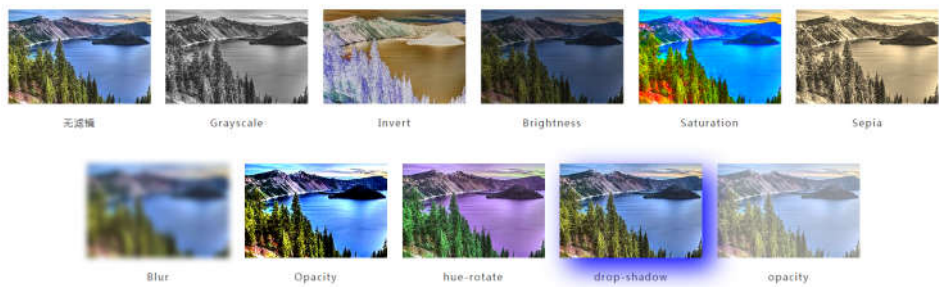 无滤镜
Grayscale
Invert
Brightness
Saturation
Sepia
Blur
Opacity
hue-rotate
drop-shadow
opacity